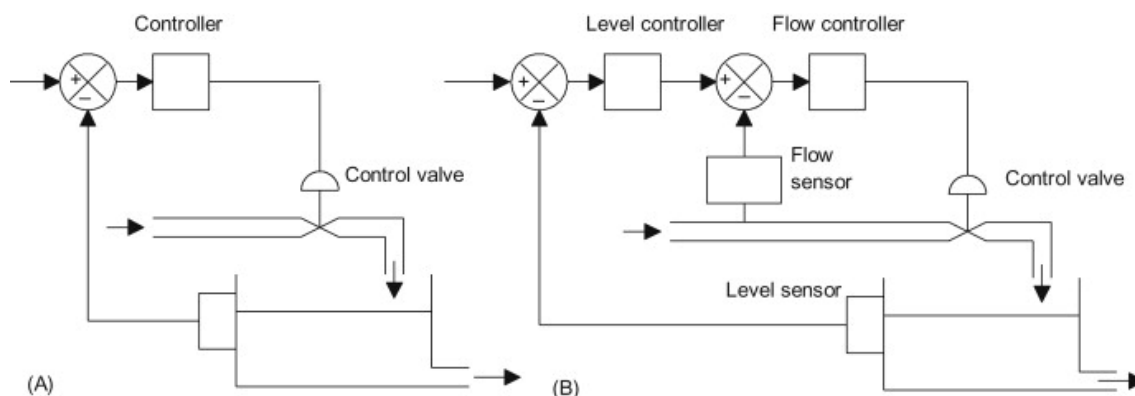 Controller
Level controller
Flow controller
+
−
+
−
+
−
Flow
sensor
Control valve
Control valve
Level sensor
(A)
(B)